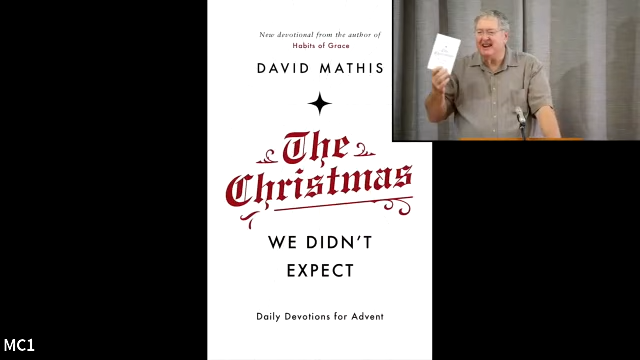 New devotional from the author of
Habits of Grace
DAVID MATHIS
The
Christmas
WE DIDN'T
EXPECT
Daily Devotions for Advent
MC1